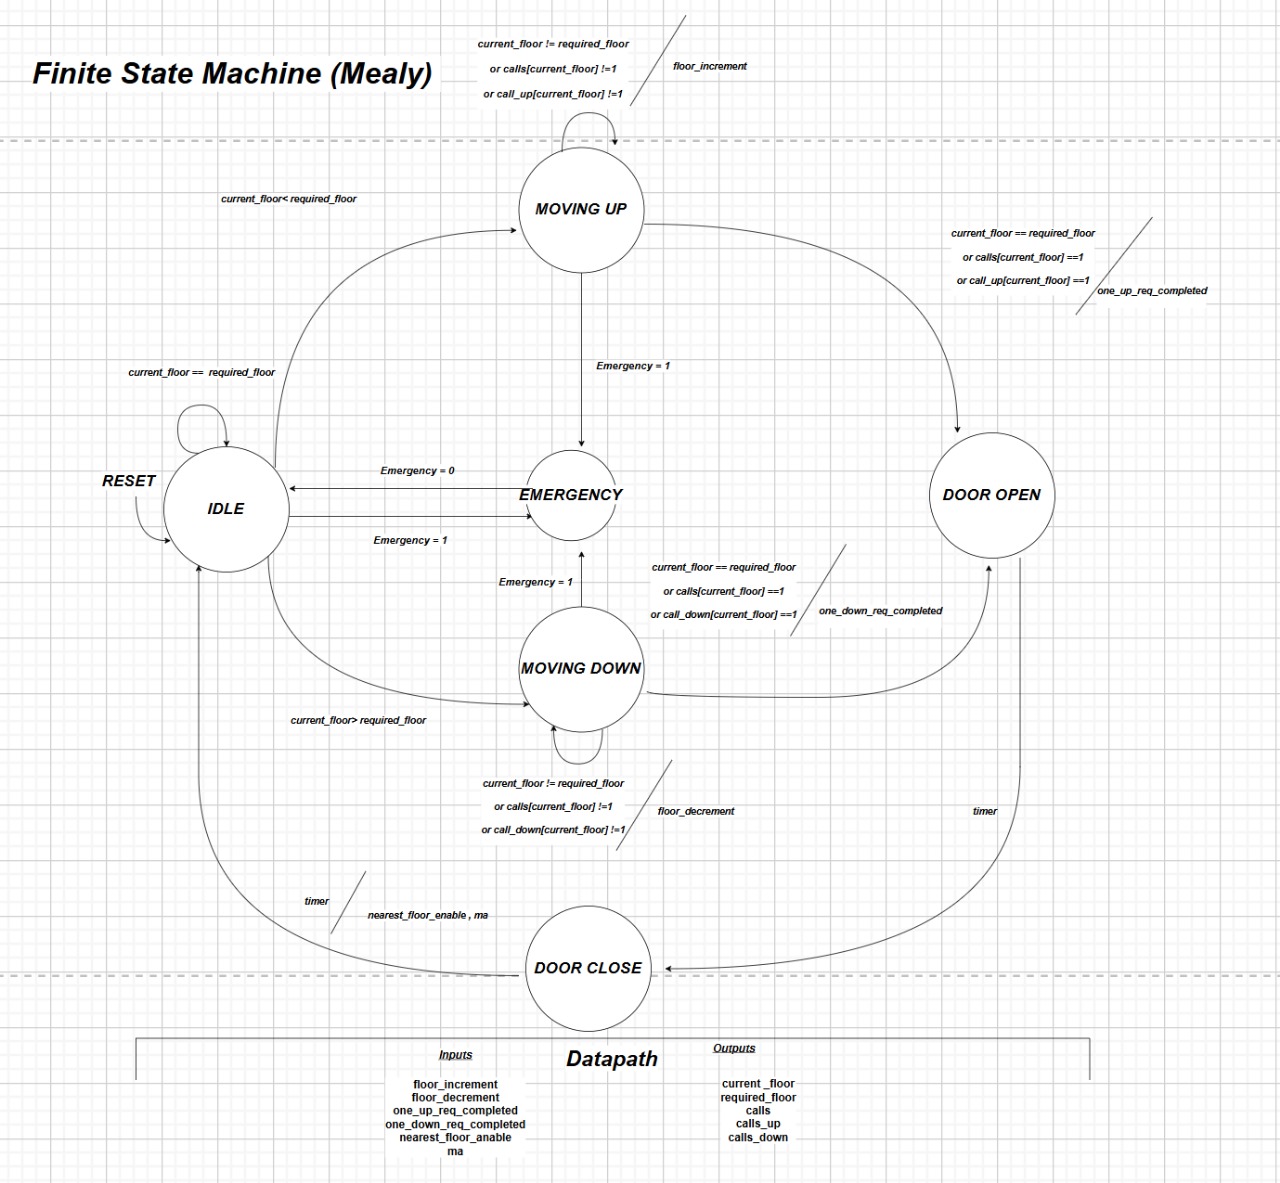 Finite State Machine (Mealy)
current_floor != required_floor
or calls[current_floor] !=1
or call_up[current_floor] !=1
floor_increment
MOVING UP
current_floor< required_floor
current_floor == required_floor
or calls[current_floor] ==1
or call_up[current_floor] ==1
one_up_req_completed
Emergency = 1
current_floor == required_floor
RESET
IDLE
Emergency = 0
EMERGENCY
Emergency = 1
DOOR OPEN
Emergency = 1
current_floor == required_floor
or calls[current_floor] ==1
or call_down[current_floor] ==1
one_down_req_completed
MOVING DOWN
current_floor> required_floor
current_floor != required_floor
or calls[current_floor] !=1
or call_down[current_floor] !=1
floor_decrement
timer
timer
nearest_floor_enable , ma
DOOR CLOSE
Datapath
Inputs
floor_increment
floor_decrement
one_up_req_completed
one_down_req_completed
nearest_floor_anable
ma
Outputs
current _floor
required_floor
calls
calls_up
calls_down